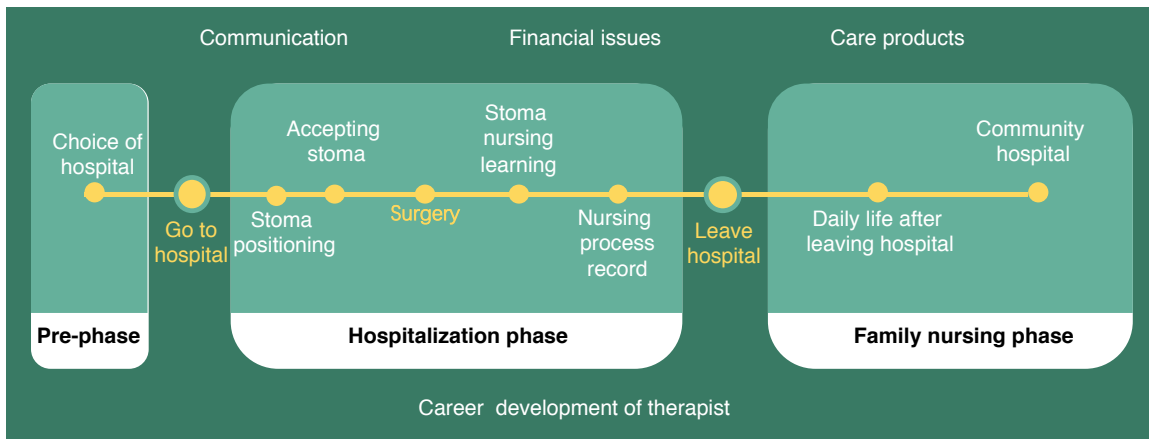 Communication
Financial issues
Care products
Choice of
hospital
Go to
hospital
Stoma
positioning
Accepting
stoma
Surgery
Stoma
nursing
learning
Nursing
process
record
Leave
hospital
Daily life after
leaving hospital
Community
hospital
Pre-phase
Hospitalization phase
Family nursing phase
Career development of therapist